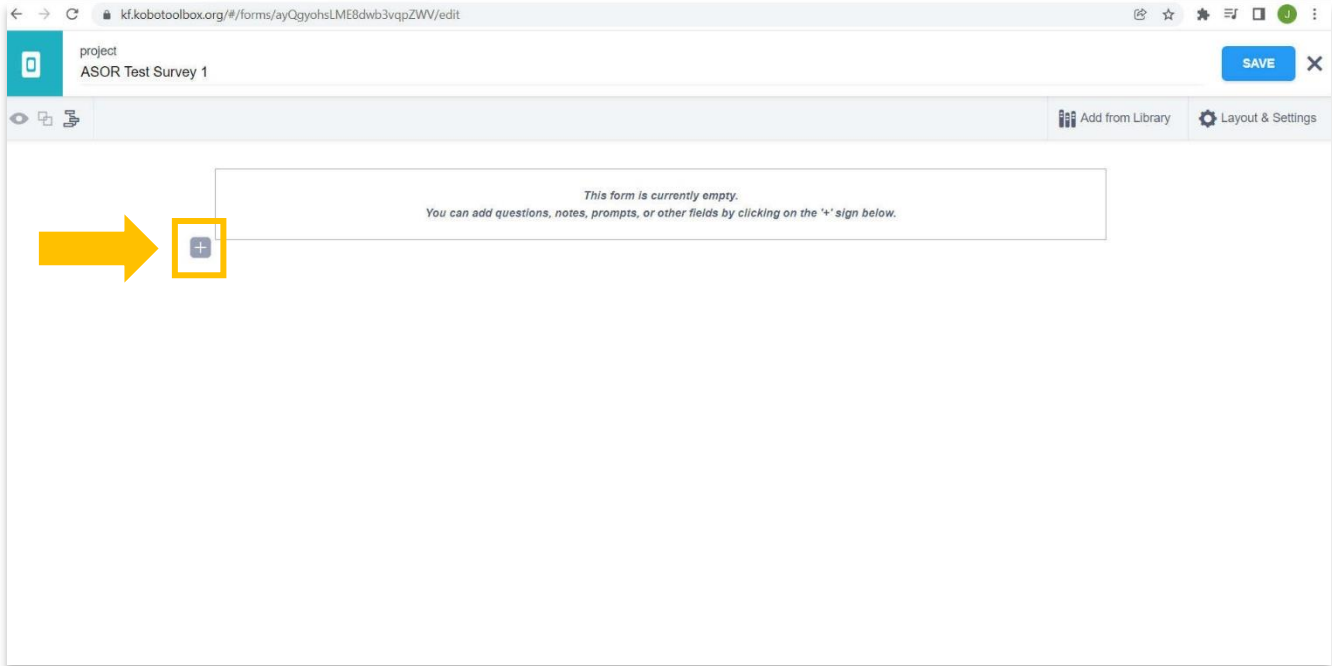 kf.kobotoolbox.org/#/forms/ayQgyohsLME8dwb3vqpZWV/edit
J
project
ASOR Test Survey 1
SAVE
Add from Library
Layout & Settings
This form is currently empty.
You can add questions, notes, prompts, or other fields by clicking on the '+' sign below.